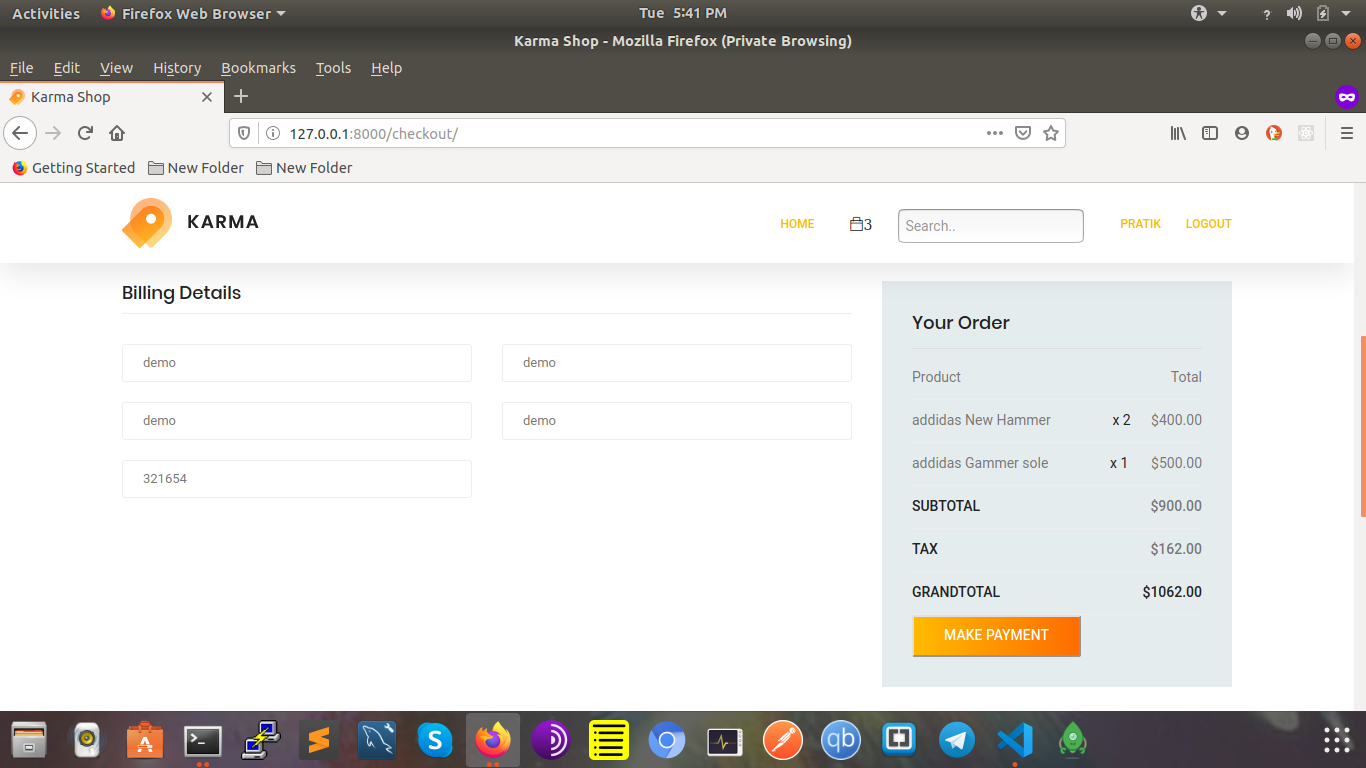 Activities Firefox Web Browser Tue 5:41 PM ?
Karma Shop - Mozilla Firefox (Private Browsing)
File Edit View History Bookmarks Tools Help
Karma Shop
127.0.0.1:8000/checkout/
Getting Started New Folder New Folder
KARMA HOME 3 Search.. PRATIK LOGOUT
Billing Details
demo demo
demo demo
321654
Your Order
Product Total
addidas New Hammer x 2 $400.00
addidas Gammer sole x 1 $500.00
SUBTOTAL $900.00
TAX $162.00
GRANDTOTAL $1062.00
MAKE PAYMENT
A >_ S S qb